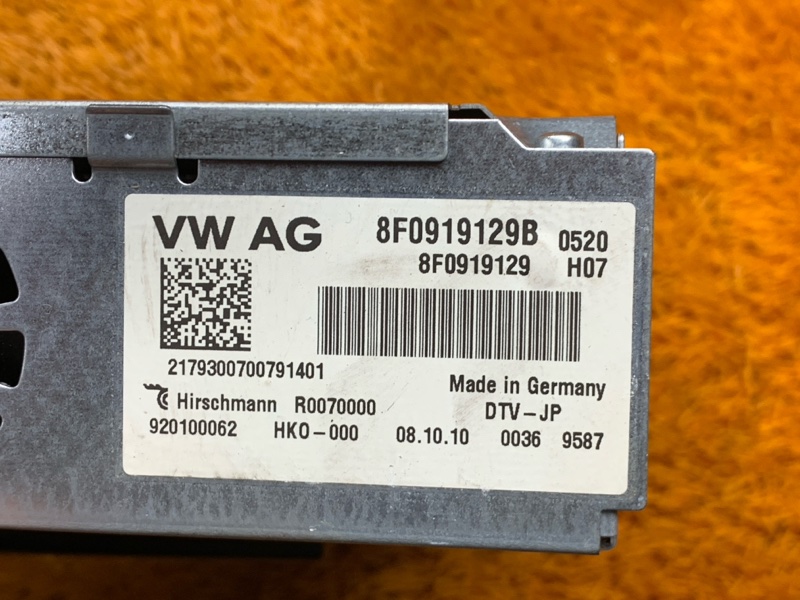 VW AG 8F0919129B 0520
8F0919129 H07
2179300700791401
Made in Germany
Hirschmann R0070000 DTV-JP
920100062 HKO-000 08.10.10 0036 9587